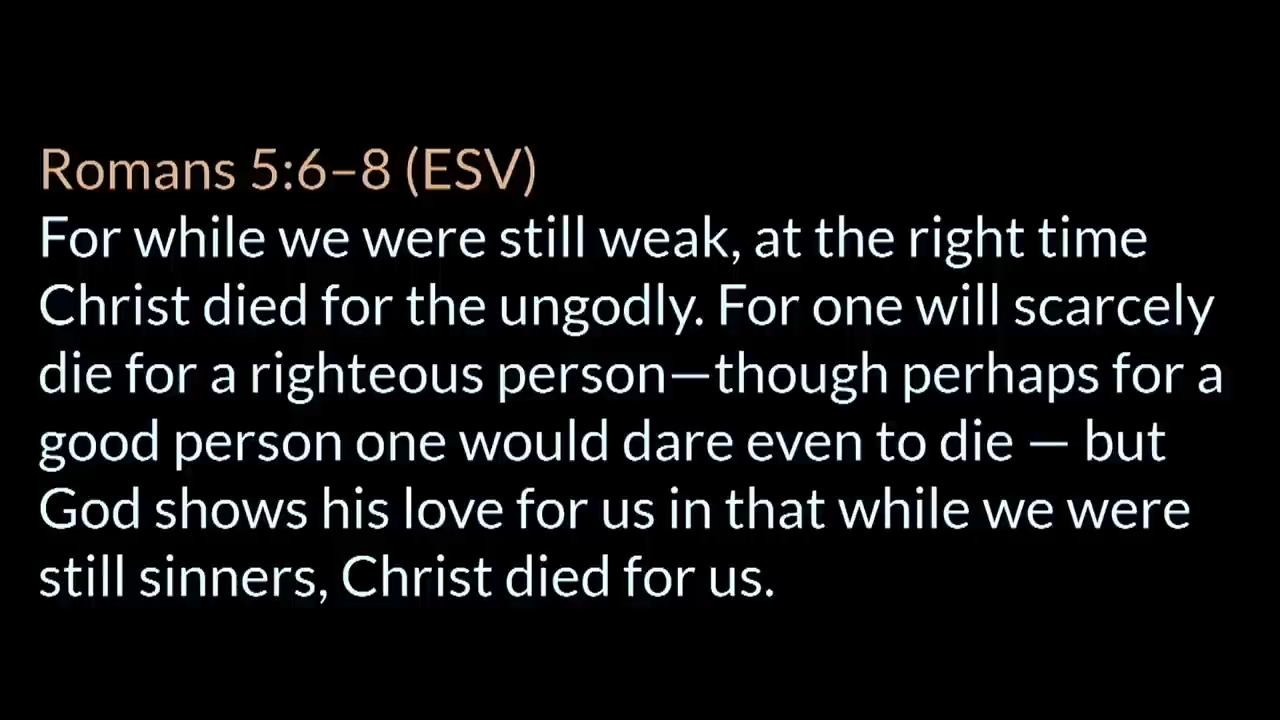 Romans 5:6–8 (ESV)
For while we were still weak, at the right time
Christ died for the ungodly. For one will scarcely
die for a righteous person—though perhaps for a
good person one would dare even to die — but
God shows his love for us in that while we were
still sinners, Christ died for us.